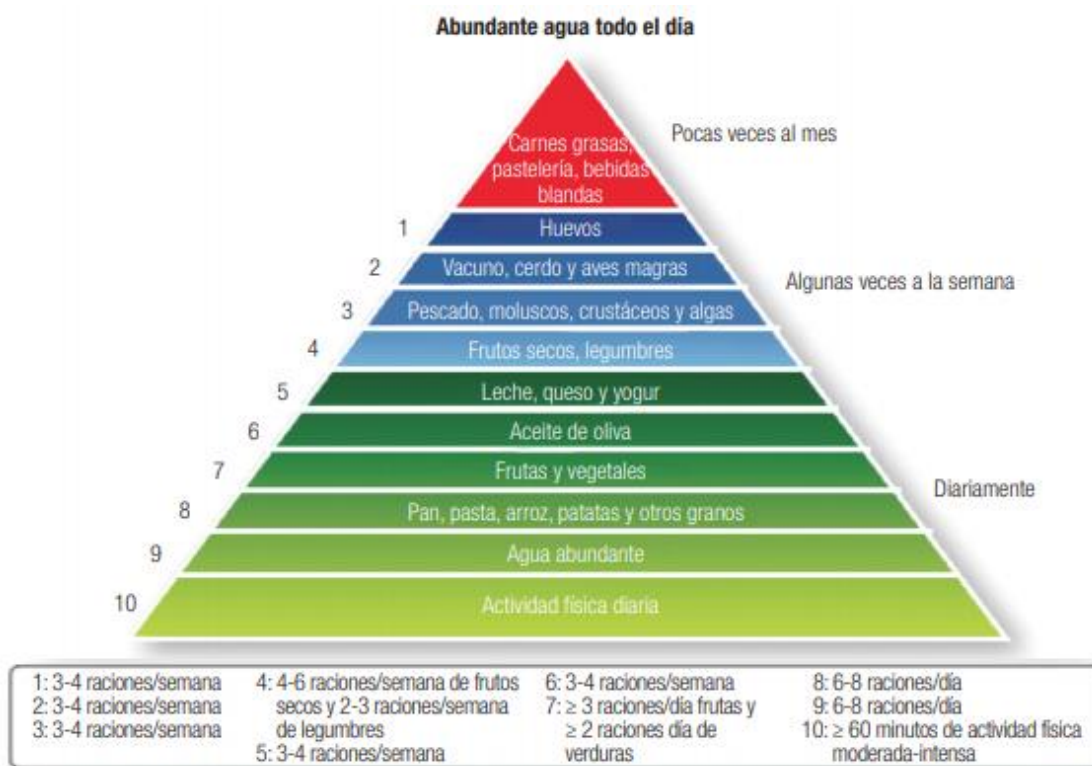 Abundante agua todo el día
Carnes grasas,
pastelería, bebidas
blandas
Pocas veces al mes
1
Huevos
2
Vacuno, cerdo y aves magras
Algunas veces a la semana
3
Pescado, moluscos, crustáceos y algas
4
Frutos secos, legumbres
5
Leche, queso y yogur
6
Aceite de oliva
7
Frutas y vegetales
Diariamente
8
Pan, pasta, arroz, patatas y otros granos
9
Agua abundante
10
Actividad física diaria
1: 3-4 raciones/semana
2: 3-4 raciones/semana
3: 3-4 raciones/semana
4: 4-6 raciones/semana de frutos
secos y 2-3 raciones/semana
de legumbres
5: 3-4 raciones/semana
6: 3-4 raciones/semana
7: ≥ 3 raciones/día frutas y
≥ 2 raciones día de
verduras
8: 6-8 raciones/día
9: 6-8 raciones/día
10: ≥ 60 minutos de actividad física
moderada-intensa